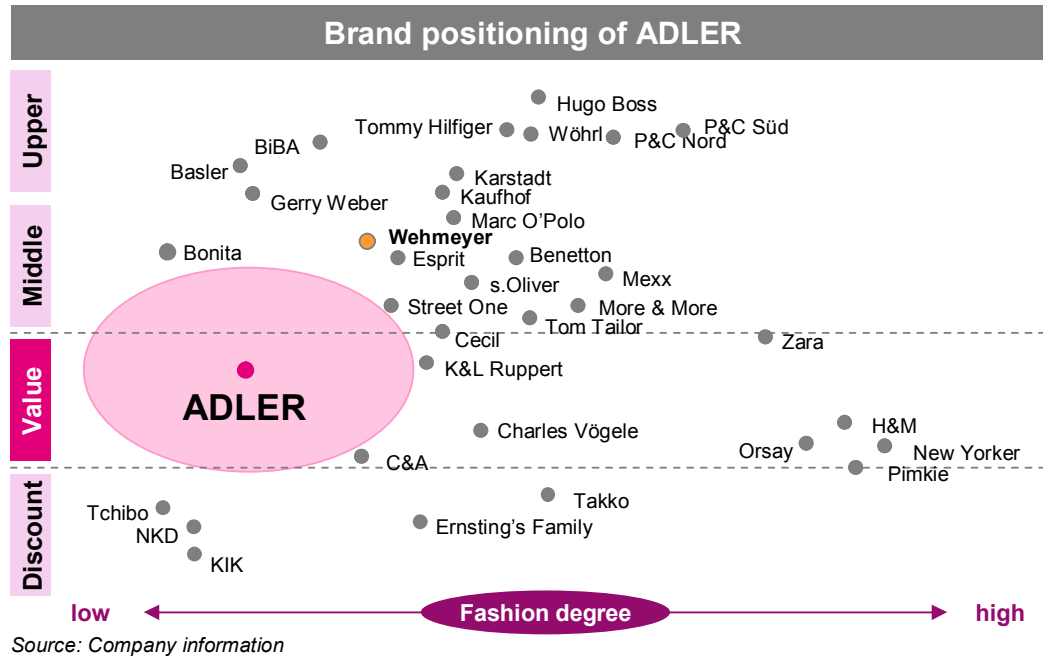 Brand positioning of ADLER
Upper
Hugo Boss
Tommy Hilfiger
Wöhrl
P&C Nord
P&C Süd
BiBA
Basler
Karstadt
Gerry Weber
Kaufhof
Marc O’Polo
Middle
Wehmeyer
Bonita
Esprit
Benetton
Mexx
s.Oliver
Street One
More & More
Tom Tailor
Cecil
Zara
Value
K&L Ruppert
ADLER
Charles Vögele
H&M
Orsay
New Yorker
C&A
Pimkie
Discount
Takko
Tchibo
Ernsting’s Family
NKD
KIK
low
Fashion degree
high
Source: Company information